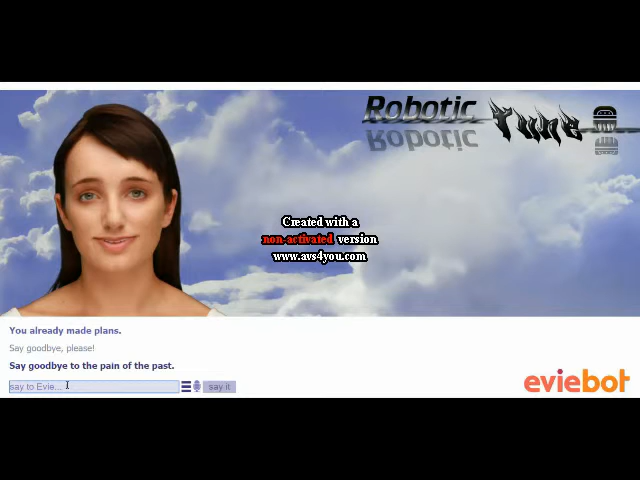 Robotic Tune
Robotic
Created with a
non-activated version
www.avs4you.com
You already made plans.
Say goodbye, please!
Say goodbye to the pain of the past.
say to Evie...
say it
eviebot